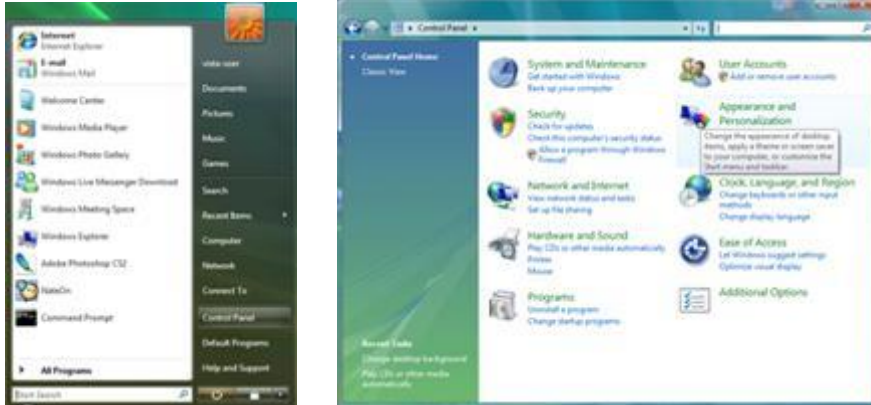 Internet
Internet Explorer
E-mail
Windows Mail
Welcome Center
Windows Media Player
Windows Photo Gallery
Windows Live Messenger Download
Windows Meeting Space
Windows Explorer
Adobe Photoshop CS2
NateOn
Command Prompt
All Programs
Start Search
vista user
Documents
Pictures
Music
Games
Search
Recent Items
Computer
Network
Connect To
Control Panel
Default Programs
Help and Support
Control Panel
Control Panel Home
Classic View
Recent Tasks
Change desktop background
Play CDs or other media
automatically
System and Maintenance
Get started with Windows
Back up your computer
Security
Check for updates
Check this computer's security status
Allow a program through Windows
Firewall
Network and Internet
View network status and tasks
Set up file sharing
Hardware and Sound
Play CDs or other media automatically
Printer
Mouse
Programs
Uninstall a program
Change startup programs
User Accounts
Add or remove user accounts
Appearance and
Personalization
Change the appearance of desktop
items, apply a theme or screen saver
to your computer, or customize the
Start menu and taskbar.
Clock, Language, and Region
Change keyboards or other input
methods
Change display language
Ease of Access
Let Windows suggest settings
Optimize visual display
Additional Options